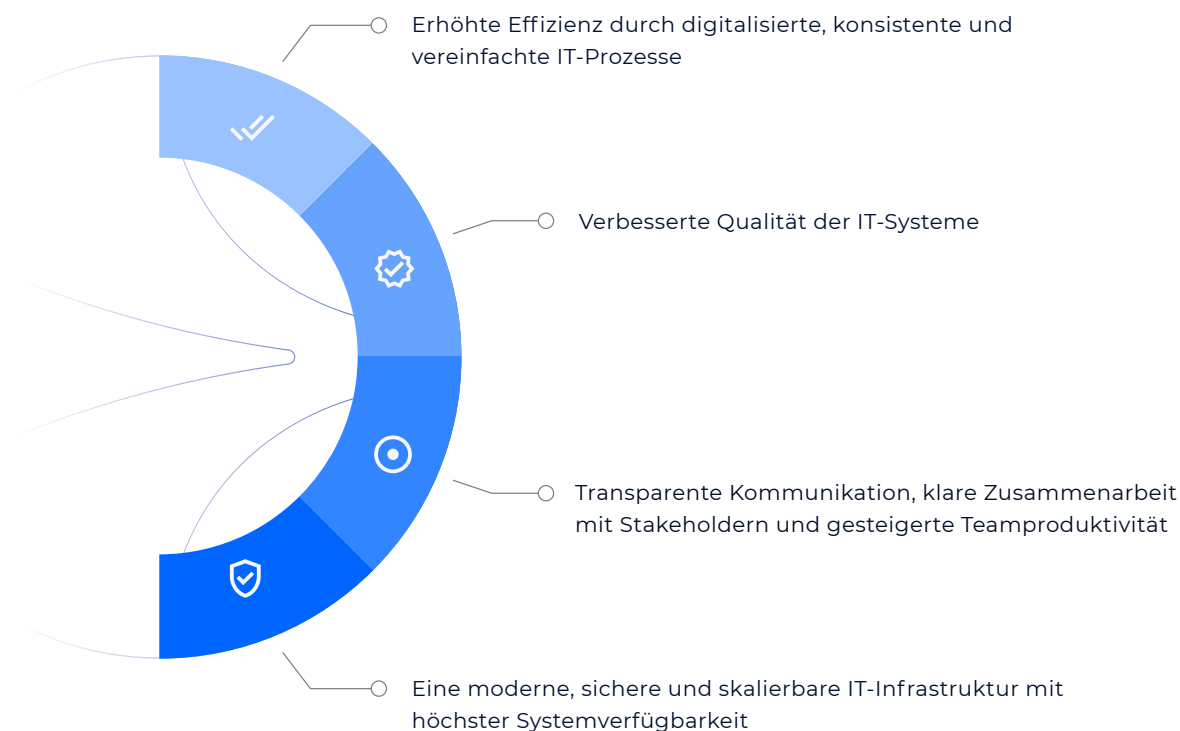 Erhöhte Effizienz durch digitalisierte, konsistente und
vereinfachte IT-Prozesse
Verbesserte Qualität der IT-Systeme
Transparente Kommunikation, klare Zusammenarbeit
mit Stakeholdern und gesteigerte Teamproduktivität
Eine moderne, sichere und skalierbare IT-Infrastruktur mit
höchster Systemverfügbarkeit